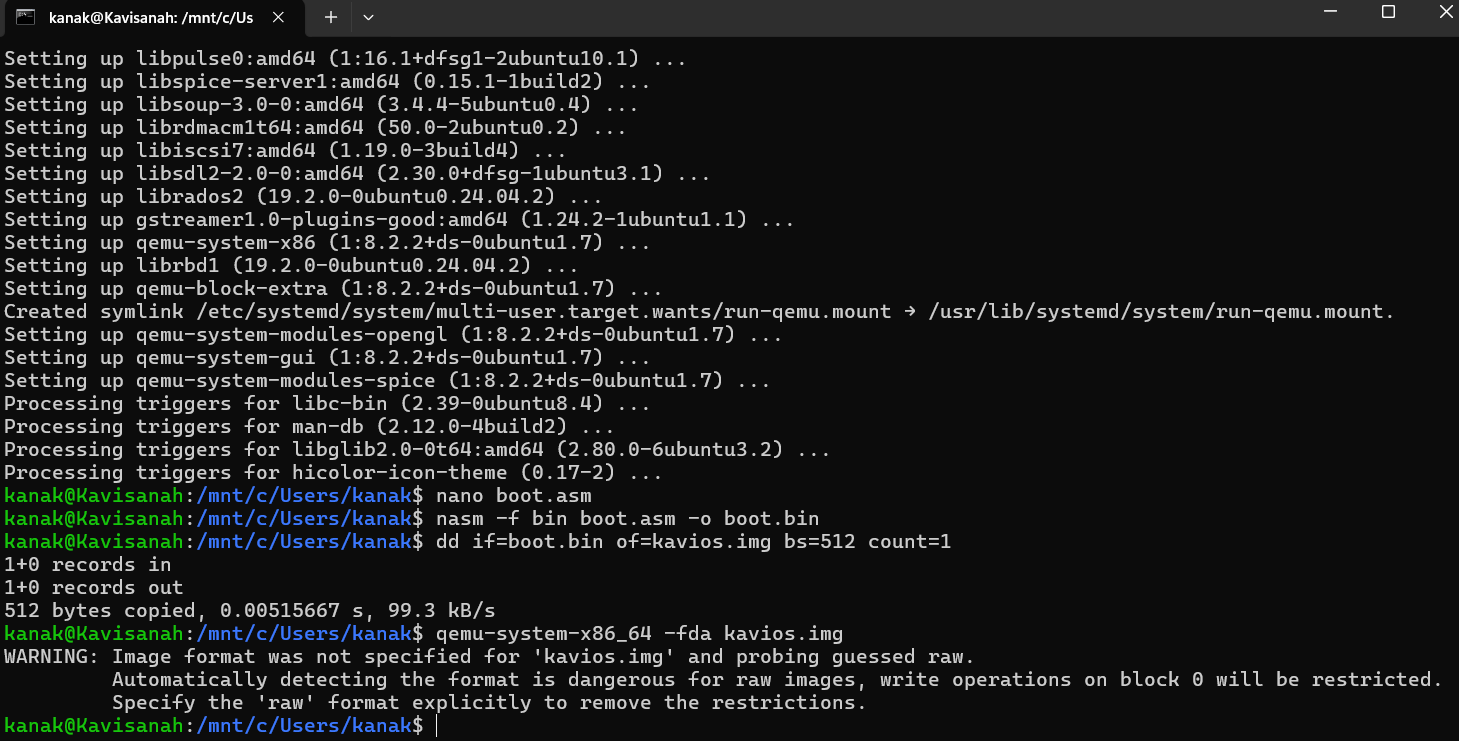 kanak@Kavisanah: /mnt/c/Us
Setting up libpulse0:amd64 (1:16.1+dfsg1-2ubuntu10.1) ...
Setting up libspice-server1:amd64 (0.15.1-1build2) ...
Setting up libsoup-3.0-0:amd64 (3.4.4-5ubuntu0.4) ...
Setting up librdmacm1t64:amd64 (50.0-2ubuntu0.2) ...
Setting up libiscsi7:amd64 (1.19.0-3build4) ...
Setting up libsdl2-2.0-0:amd64 (2.30.0+dfsg-1ubuntu3.1) ...
Setting up librados2 (19.2.0-0ubuntu0.24.04.2) ...
Setting up gstreamer1.0-plugins-good:amd64 (1.24.2-1ubuntu1.1) ...
Setting up qemu-system-x86 (1:8.2.2+ds-0ubuntu1.7) ...
Setting up librbd1 (19.2.0-0ubuntu0.24.04.2) ...
Setting up qemu-block-extra (1:8.2.2+ds-0ubuntu1.7) ...
Created symlink /etc/systemd/system/multi-user.target.wants/run-qemu.mount → /usr/lib/systemd/system/run-qemu.mount.
Setting up qemu-system-modules-opengl (1:8.2.2+ds-0ubuntu1.7) ...
Setting up qemu-system-gui (1:8.2.2+ds-0ubuntu1.7) ...
Setting up qemu-system-modules-spice (1:8.2.2+ds-0ubuntu1.7) ...
Processing triggers for libc-bin (2.39-0ubuntu8.4) ...
Processing triggers for man-db (2.12.0-4build2) ...
Processing triggers for libglib2.0-0t64:amd64 (2.80.0-6ubuntu3.2) ...
Processing triggers for hicolor-icon-theme (0.17-2) ...
kanak@Kavisanah:/mnt/c/Users/kanak$ nano boot.asm
kanak@Kavisanah:/mnt/c/Users/kanak$ nasm -f bin boot.asm -o boot.bin
kanak@Kavisanah:/mnt/c/Users/kanak$ dd if=boot.bin of=kavios.img bs=512 count=1
1+0 records in
1+0 records out
512 bytes copied, 0.00515667 s, 99.3 kB/s
kanak@Kavisanah:/mnt/c/Users/kanak$ qemu-system-x86_64 -fda kavios.img
WARNING: Image format was not specified for 'kavios.img' and probing guessed raw.
Automatically detecting the format is dangerous for raw images, write operations on block 0 will be restricted.
Specify the 'raw' format explicitly to remove the restrictions.
kanak@Kavisanah:/mnt/c/Users/kanak$